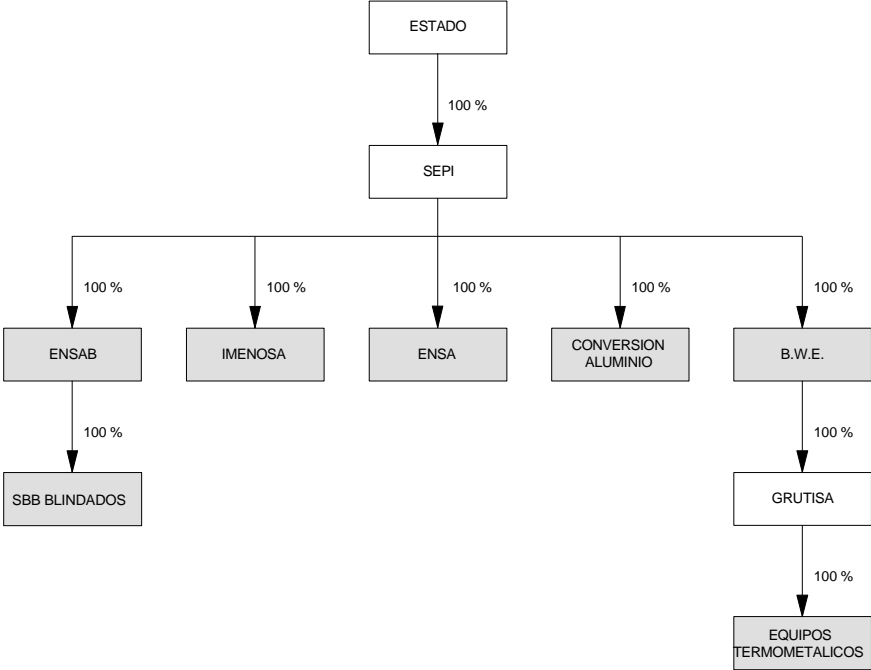 ESTADO
100 %
SEPI
100 %
100 %
100 %
100 %
100 %
ENSAB
IMENOSA
ENSA
CONVERSION
ALUMINIO
B.W.E.
100 %
100 %
SBB BLINDADOS
GRUTISA
100 %
EQUIPOS
TERMOMETALICOS